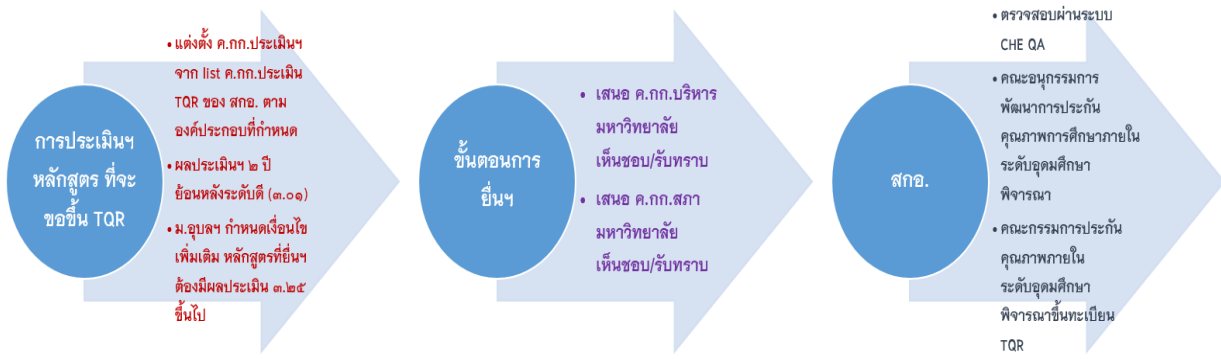 การประเมินฯ
หลักสูตร ที่จะ
ขอขึ้น TQR
• แต่งตั้ง ค.กก.ประเมินฯ
จาก list ค.กก.ประเมิน
TQR ของ สกอ. ตาม
องค์ประกอบที่กำหนด
• ผลประเมินฯ ๒ ปี
ย้อนหลังระดับดี (๓.๐๑)
• ม.อุบลฯ กำหนดเงื่อนไข
เพิ่มเติม หลักสูตรที่ยื่นฯ
ต้องมีผลประเมิน ๓.๒๕
ขึ้นไป
ขั้นตอนการ
ยื่นฯ
• เสนอ ค.กก.บริหาร
มหาวิทยาลัย
เห็นชอบ/รับทราบ
• เสนอ ค.กก.สภา
มหาวิทยาลัย
เห็นชอบ/รับทราบ
สกอ.
• ตรวจสอบผ่านระบบ
CHE QA
• คณะอนุกรรมการ
พัฒนาการประกัน
คุณภาพการศึกษาภายใน
ระดับอุดมศึกษา
พิจารณา
• คณะกรรมการประกัน
คุณภาพภายใน
ระดับอุดมศึกษา
พิจารณาขึ้นทะเบียน
TQR